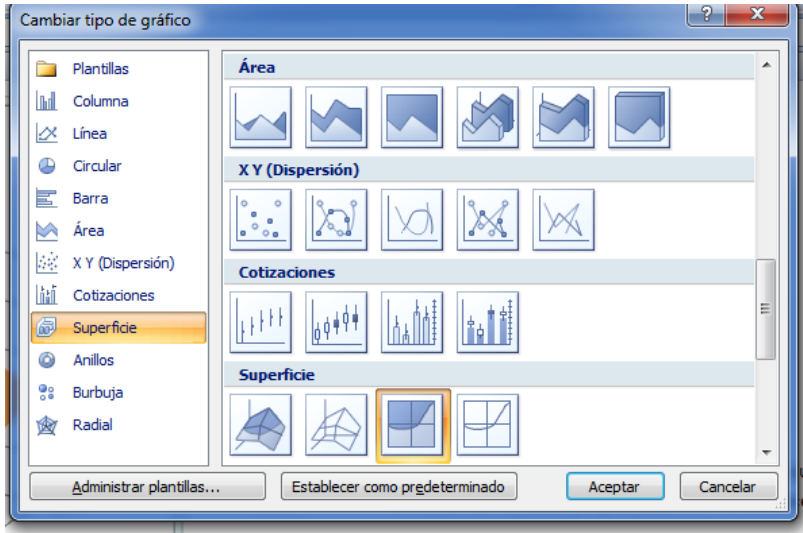 Cambiar tipo de gráfico
?
X
Plantillas
Columna
Línea
Circular
Barra
Área
X Y (Dispersión)
Cotizaciones
Superficie
Anillos
Burbuja
Radial
Área
X Y (Dispersión)
Cotizaciones
Superficie
Administrar plantillas...
Establecer como predeterminado
Aceptar
Cancelar